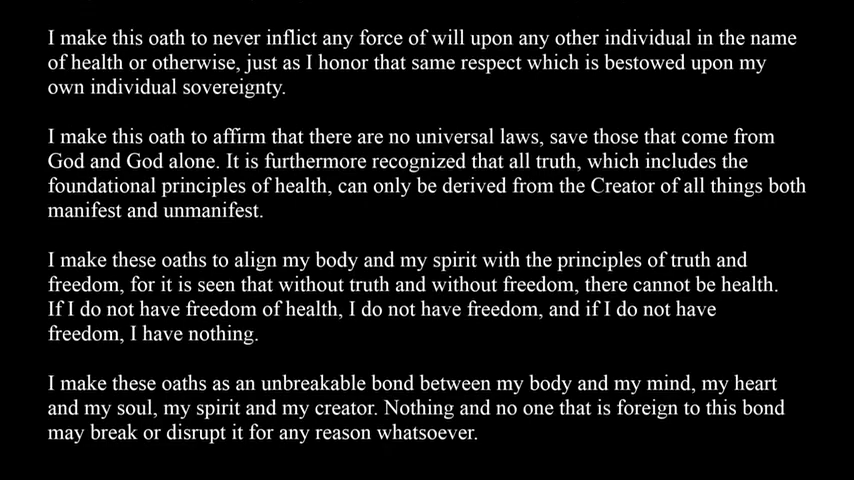 I make this oath to never inflict any force of will upon any other individual in the name
of health or otherwise, just as I honor that same respect which is bestowed upon my
own individual sovereignty.
I make this oath to affirm that there are no universal laws, save those that come from
God and God alone. It is furthermore recognized that all truth, which includes the
foundational principles of health, can only be derived from the Creator of all things both
manifest and unmanifest.
I make these oaths to align my body and my spirit with the principles of truth and
freedom, for it is seen that without truth and without freedom, there cannot be health.
If I do not have freedom of health, I do not have freedom, and if I do not have
freedom, I have nothing.
I make these oaths as an unbreakable bond between my body and my mind, my heart
and my soul, my spirit and my creator. Nothing and no one that is foreign to this bond
may break or disrupt it for any reason whatsoever.